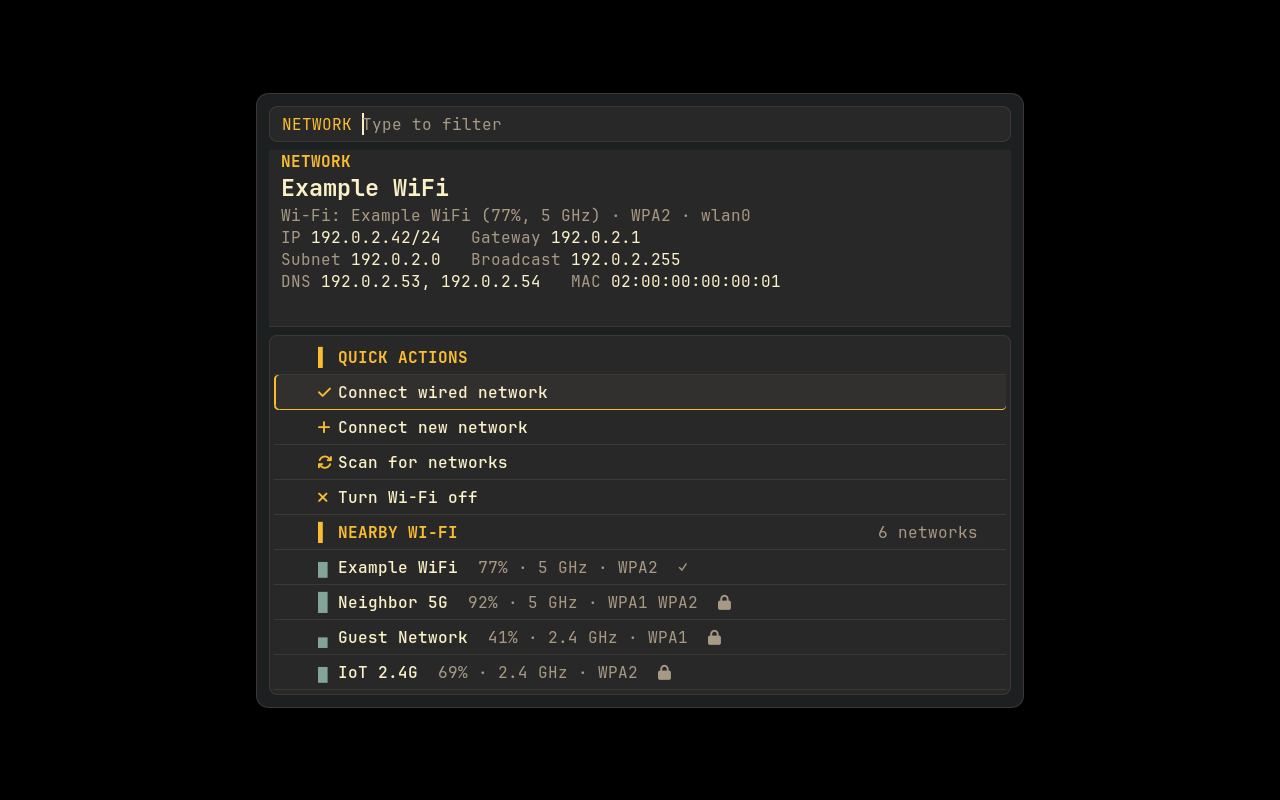 NETWORK Type to filter
NETWORK
Example WiFi
Wi-Fi: Example WiFi (77%, 5 GHz) · WPA2 · wlan0
IP 192.0.2.42/24 Gateway 192.0.2.1
Subnet 192.0.2.0 Broadcast 192.0.2.255
DNS 192.0.2.53, 192.0.2.54 MAC 02:00:00:00:00:01
QUICK ACTIONS
Connect wired network
Connect new network
Scan for networks
Turn Wi-Fi off
NEARBY WI-FI 6 networks
Example WiFi 77% · 5 GHz · WPA2 ✓
Neighbor 5G 92% · 5 GHz · WPA1 WPA2
Guest Network 41% · 2.4 GHz · WPA1
IoT 2.4G 69% · 2.4 GHz · WPA2